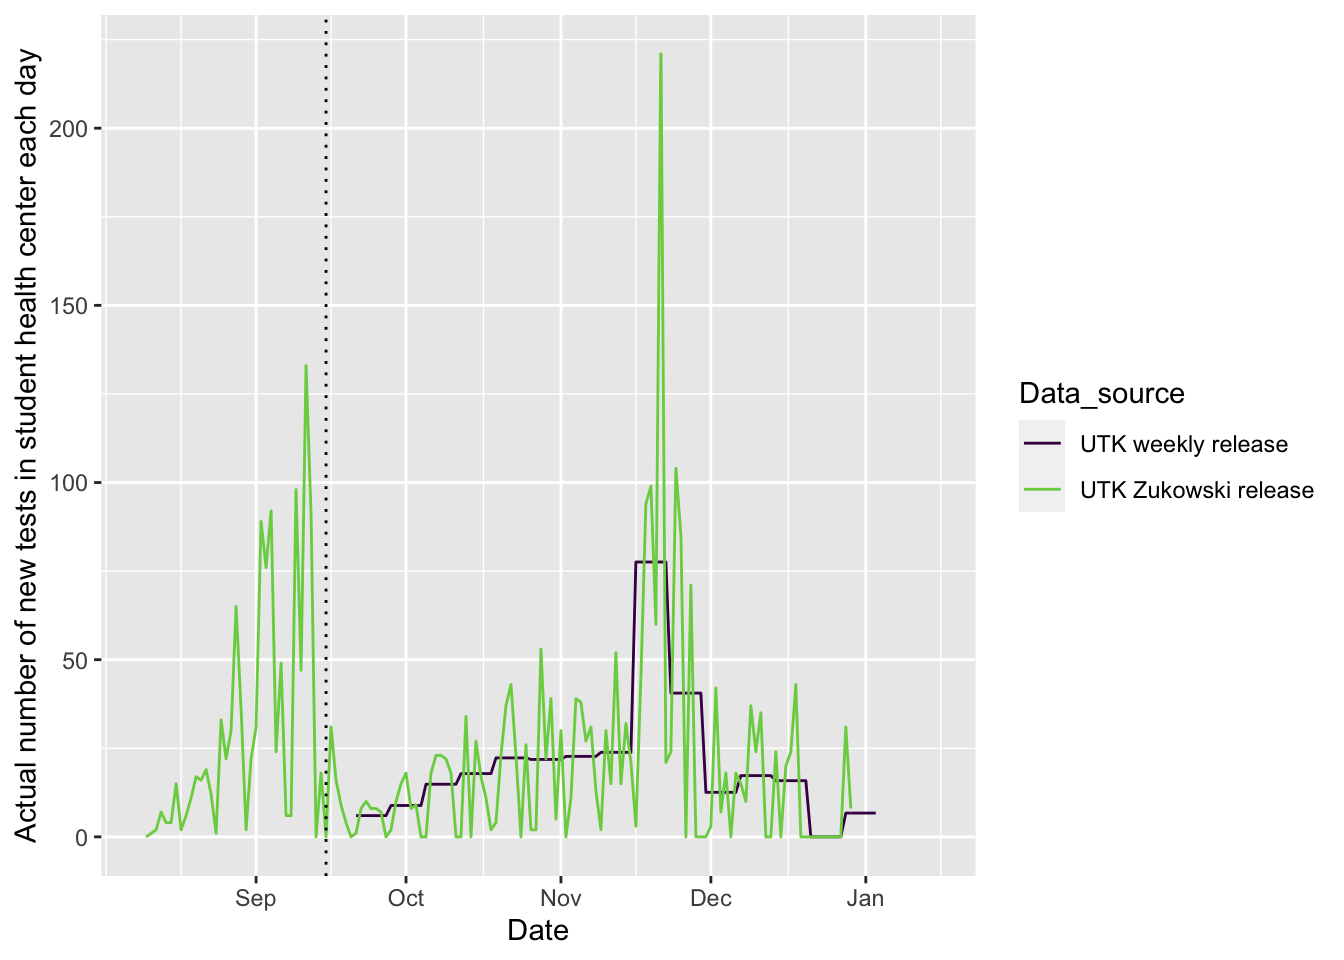 Actual number of new tests in student health center each day
200
150
100
50
0
Sep Oct Nov Dec Jan
Date
Data_source
UTK weekly release
UTK Zukowski release